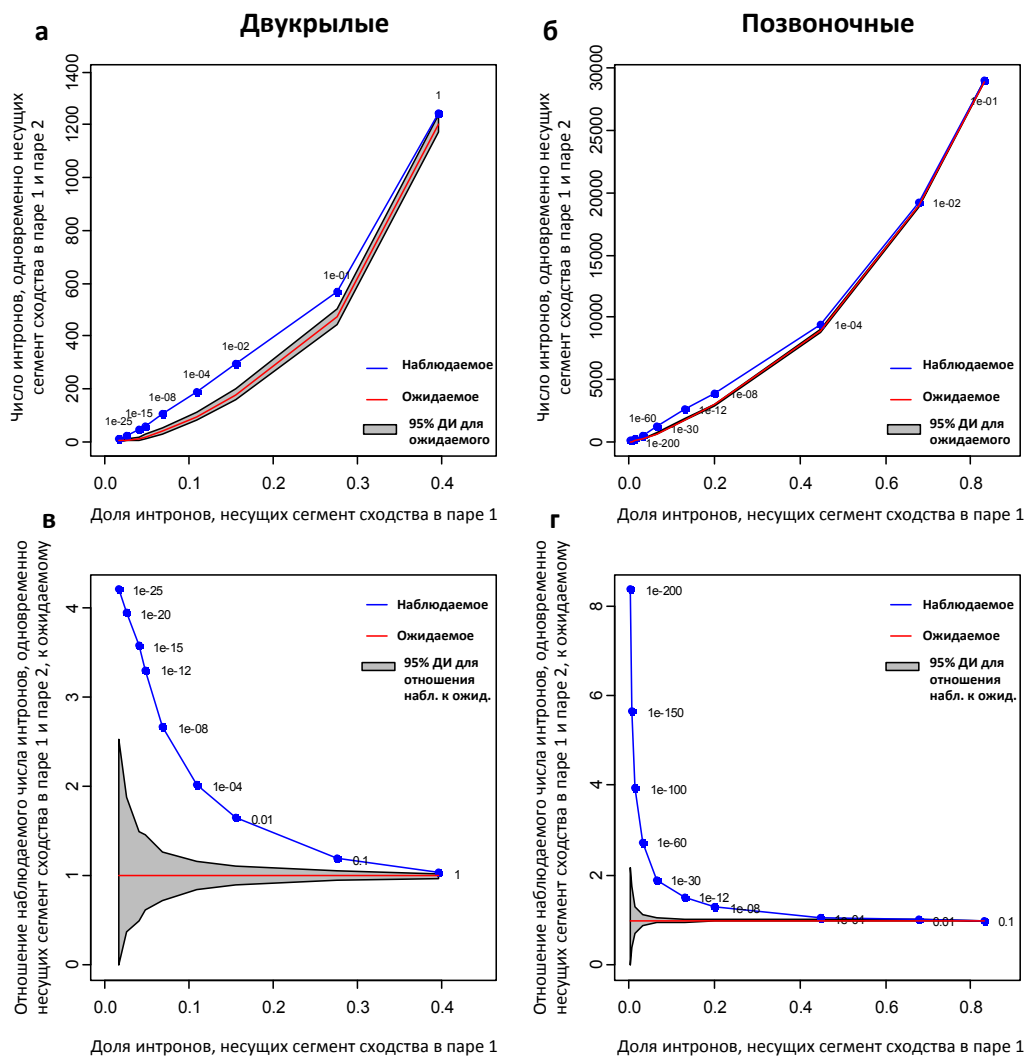 а
Двукрылые
Число интронов, одновременно несущих
сегмент сходства в паре 1 и паре 2
1400
1200
1000
800
600
400
200
0
1
1e-01
1e-02
1e-04
1e-08
1e-15
1e-25
Наблюдаемое
Ожидаемое
95% ДИ для
ожидаемого
0.0 0.1 0.2 0.3 0.4
Доля интронов, несущих сегмент сходства в паре 1
б
Позвоночные
Число интронов, одновременно несущих
сегмент сходства в паре 1 и паре 2
30000
25000
20000
15000
10000
5000
0
1e-01
1e-02
1e-04
1e-08
1e-12
1e-30
1e-60
1e-200
Наблюдаемое
Ожидаемое
95% ДИ для
ожидаемого
0.0 0.2 0.4 0.6 0.8
Доля интронов, несущих сегмент сходства в паре 1
в
Отношение наблюдаемого числа интронов, одновременно
несущих сегмент сходства в паре 1 и паре 2, к ожидаемому
4
3
2
1
0
1e-25
1e-20
1e-15
1e-12
1e-08
1e-04
0.01
0.1
1
Наблюдаемое
Ожидаемое
95% ДИ для
отношения
набл. к ожид.
0.0 0.1 0.2 0.3 0.4
Доля интронов, несущих сегмент сходства в паре 1
г
Отношение наблюдаемого числа интронов, одновременно
несущих сегмент сходства в паре 1 и паре 2, к ожидаемому
8
6
4
2
0
1e-200
1e-150
1e-100
1e-60
1e-30
1e-12
1e-08
1e-04
0.01
0.1
Наблюдаемое
Ожидаемое
95% ДИ для
отношения
набл. к ожид.
0.0 0.2 0.4 0.6 0.8
Доля интронов, несущих сегмент сходства в паре 1